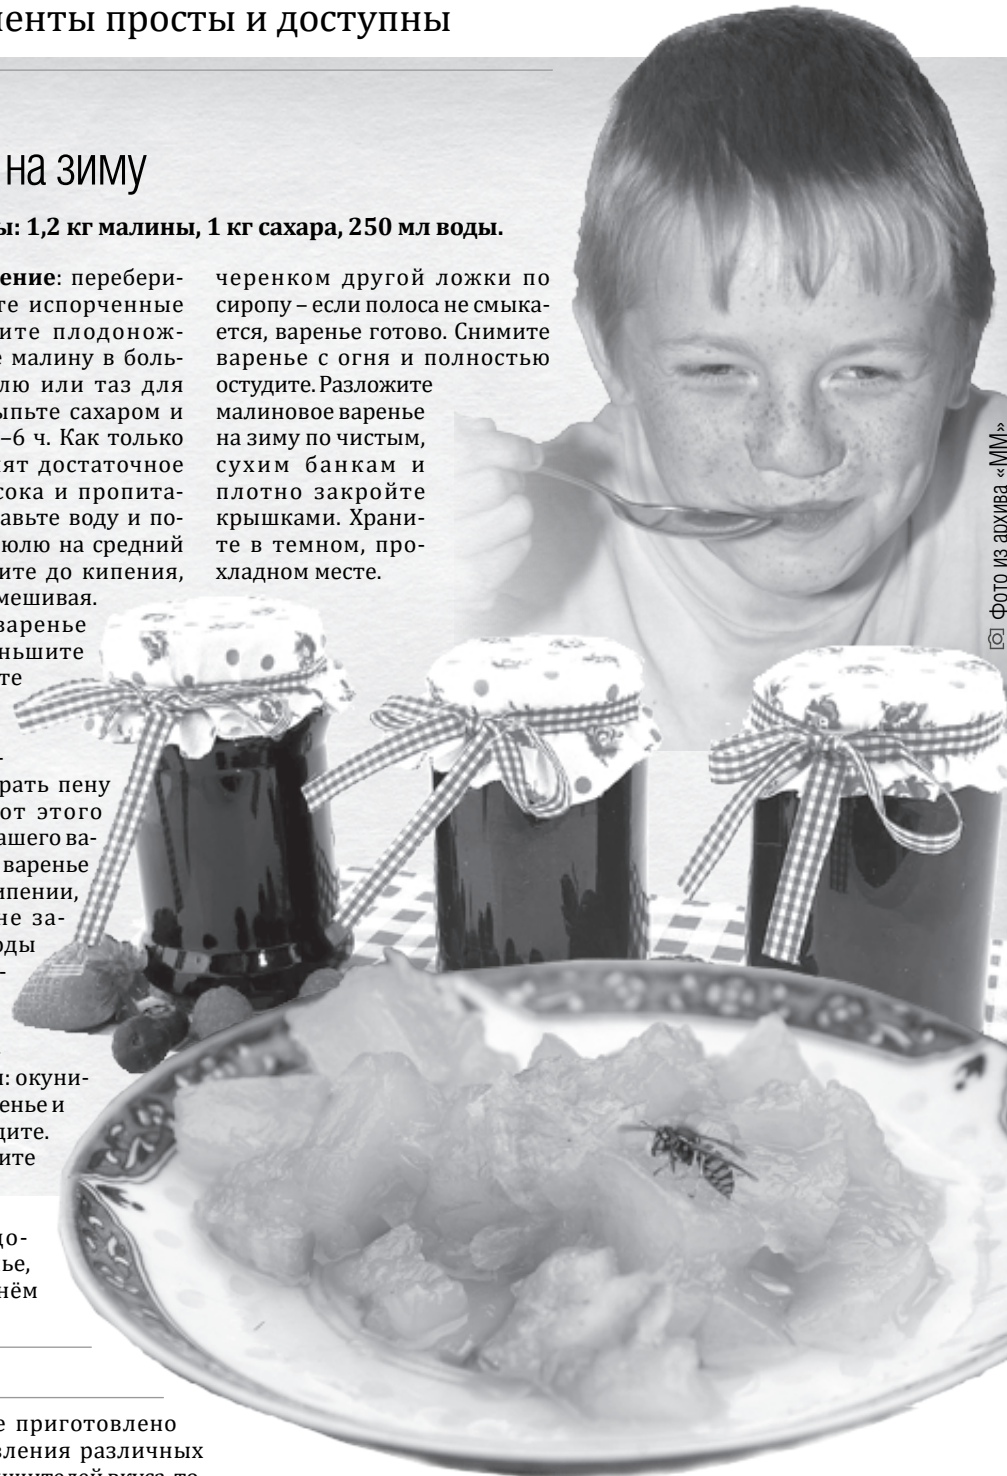 енты просты и доступны
на зиму
ы: 1,2 кг малины, 1 кг сахара, 250 мл воды.
ение: перебери-
те испорченные
ите плодонож-
е малину в боль-
лю или таз для
ыпьте сахаром и
–6 ч. Как только
ят достаточное
сока и пропита-
авьте воду и по-
юлю на средний
ите до кипения,
мешивая.
варенье
ньшите
те
-
рать пену
от этого
ашего ва-
варенье
ипении,
не за-
оды
-
: окуни-
енье и
дите.
ите
до-
ье,
нём
черенком другой ложки по
сиропу – если полоса не смыка-
ется, варенье готово. Снимите
варенье с огня и полностью
остудите. Разложите
малиновое варенье
на зиму по чистым,
сухим банкам и
плотно закройте
крышками. Храни-
те в темном, про-
хладном месте.
Фото из архива «ММ»
е приготовлено
вления различных